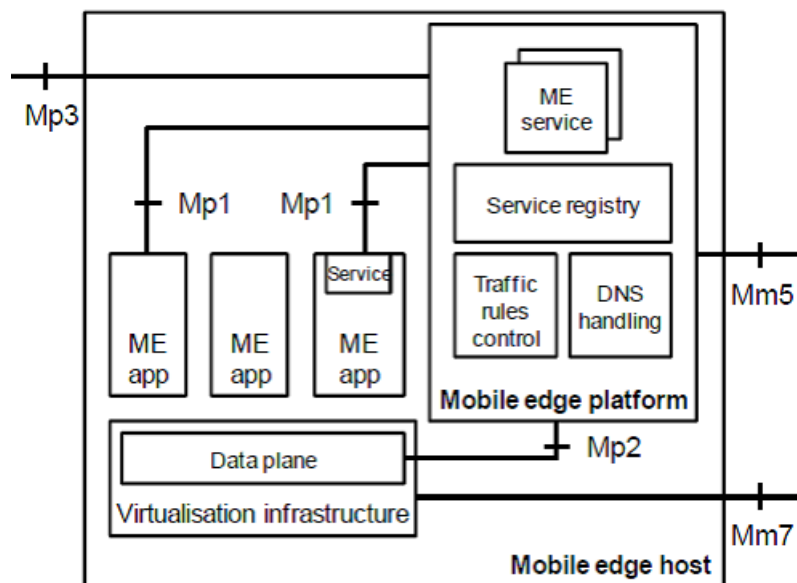 ME
service
Mp3
Mp1
Mp1
Service registry
Service
Traffic
rules
control
DNS
handling
Mm5
ME
app
ME
app
ME
app
Mobile edge platform
Mp2
Data plane
Virtualisation infrastructure
Mm7
Mobile edge host